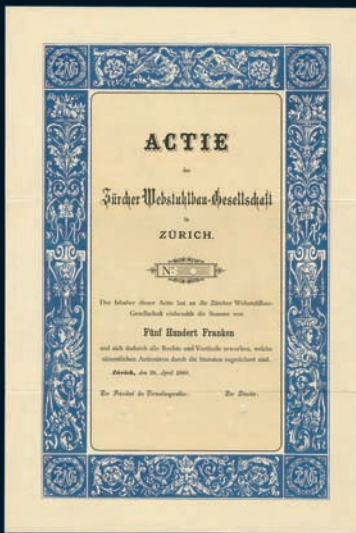 ACTIE
der
Zürcher Webstuhlbau-Gesellschaft
in
ZÜRICH.
No.
Der Inhaber dieser Actie hat an die Zürcher Webstuhlbau-
Gesellschaft einbezahlt die Summe von
Fünf Hundert Franken
und sich dadurch alle Rechte und Vortheile erworben, welche
sämmtlichen Actionären durch die Statuten zugesichert sind.
Zürich, den April
Der Präsident des Verwaltungsrathes: Der Director: